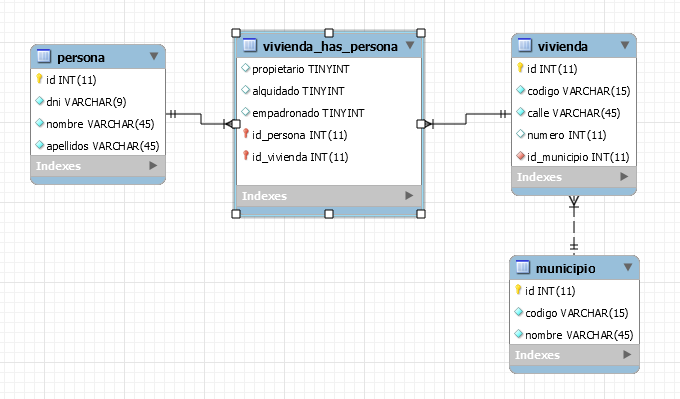 persona
id INT(11)
dni VARCHAR(9)
nombre VARCHAR(45)
apellidos VARCHAR(45)
Indexes
vivienda_has_persona
propietario TINYINT
alquidado TINYINT
empadronado TINYINT
id_persona INT(11)
id_vivienda INT(11)
Indexes
vivienda
id INT(11)
codigo VARCHAR(15)
calle VARCHAR(45)
numero INT(11)
id_municipio INT(11)
Indexes
municipio
id INT(11)
codigo VARCHAR(15)
nombre VARCHAR(45)
Indexes